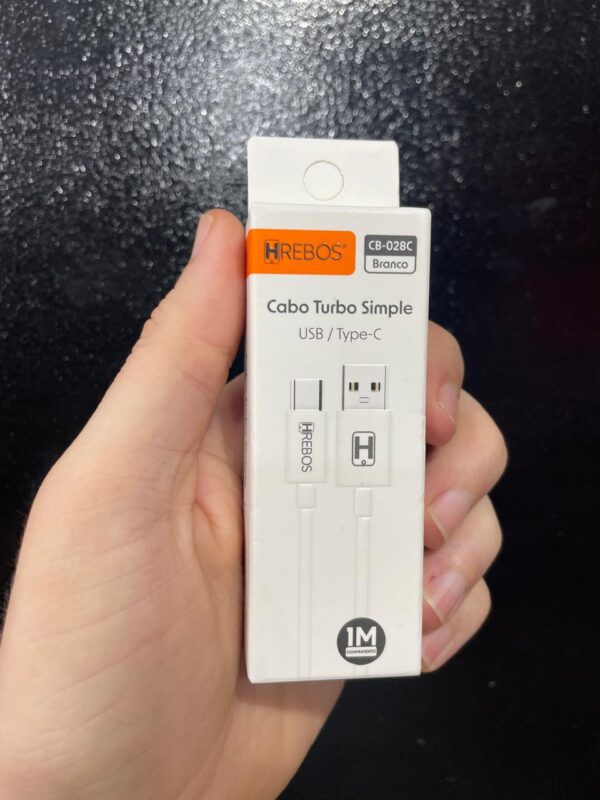 HREBOS®
CB-028C
Branco
Cabo Turbo Simple
USB / Type-C
HREBOS
H
1M
COMPRIMENTO